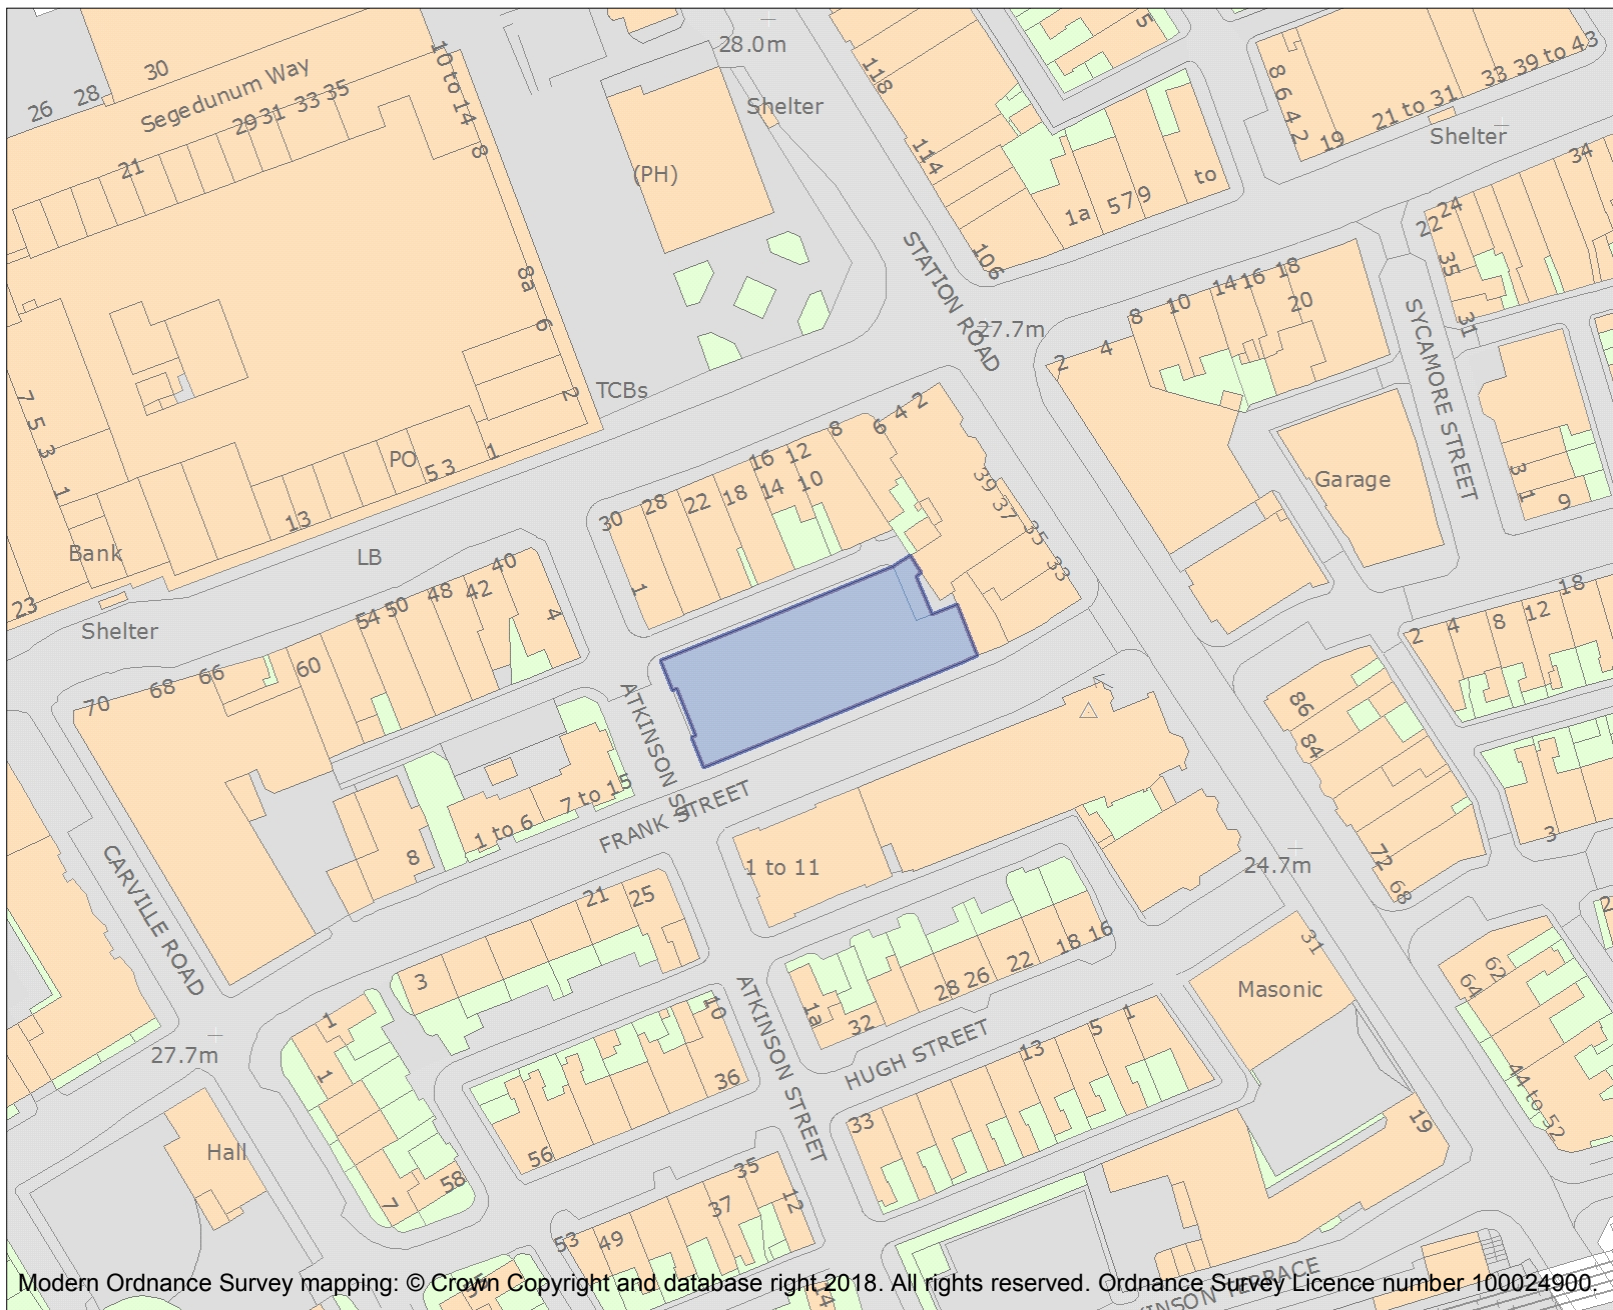 28.0m
30
Segedunum Way
10 to 14
118
5
26
28
29 31
33 35
Shelter
8 6 4 2
33 39 to 43
21 to 31
19
Shelter
34
21
8
114
(PH)
1a
5 7 9
to
24
22
35
31
106
STATION ROAD
27.7m
8a
6
2
TCBs
2
4
8
10
14 16
18
20
SYCAMORE STREET
7 5 3
1
PO
5 3
1
13
Bank
23
LB
Shelter
16
12
8
6
4
2
30
28
22
18
14
10
1
39
37
35
33
Garage
3
1
9
40
42
48
50
54
4
60
66
68
70
2
4
8
12
18
ATKINSON ST
FRANK STREET
7 to 15
1 to 6
8
CARVILLE ROAD
1 to 11
86
84
72
68
3
24.7m
21
25
3
1a
32
28 26
22
18
16
HUGH STREET
ATKINSON STREET
31
Masonic
62
64
27.7m
1
1
10
36
56
58
7
Hall
33
13
5
1
19
44 to 52
53
49
37
35
12
14
Modern Ordnance Survey mapping: © Crown Copyright and database right 2018. All rights reserved. Ordnance Survey Licence number 100024900.